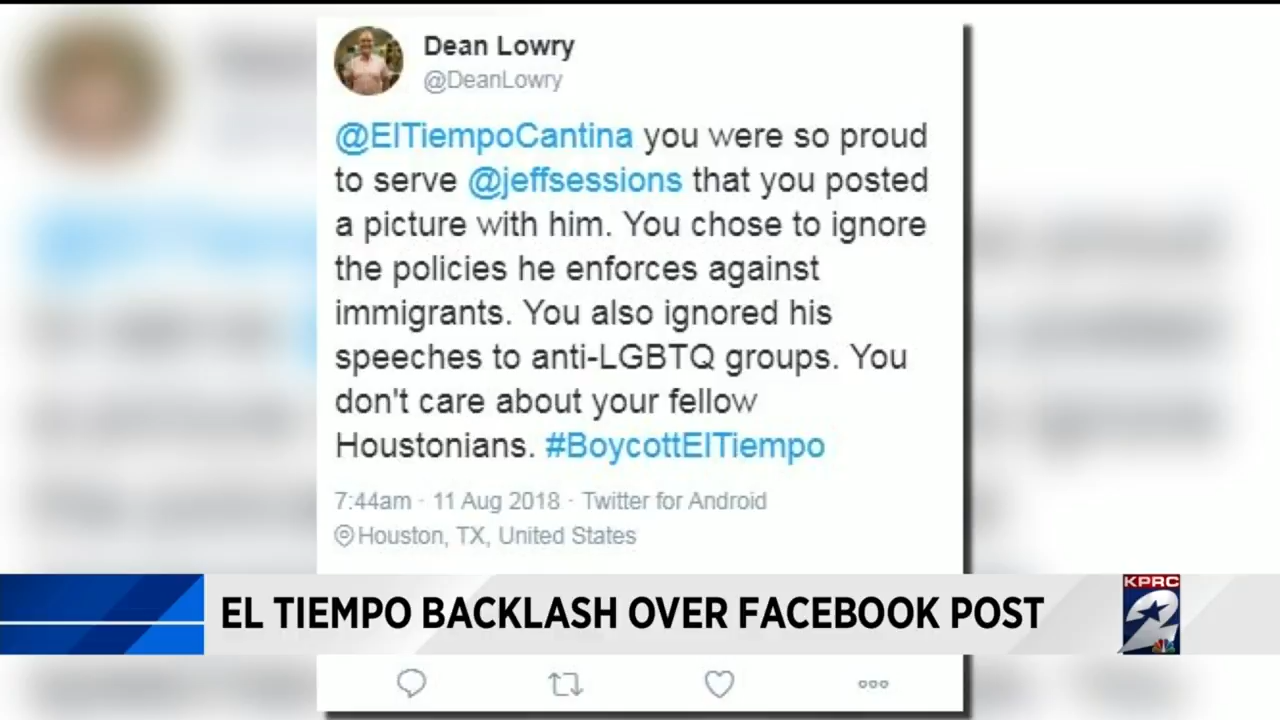 Dean Lowry
@DeanLowry
@ElTiempoCantina you were so proud
to serve @jeffsessions that you posted
a picture with him. You chose to ignore
the policies he enforces against
immigrants. You also ignored his
speeches to anti-LGBTQ groups. You
don't care about your fellow
Houstonians. #BoycottElTiempo
7:44am · 11 Aug 2018 · Twitter for Android
Houston, TX, United States
EL TIEMPO BACKLASH OVER FACEBOOK POST
KPRC
2